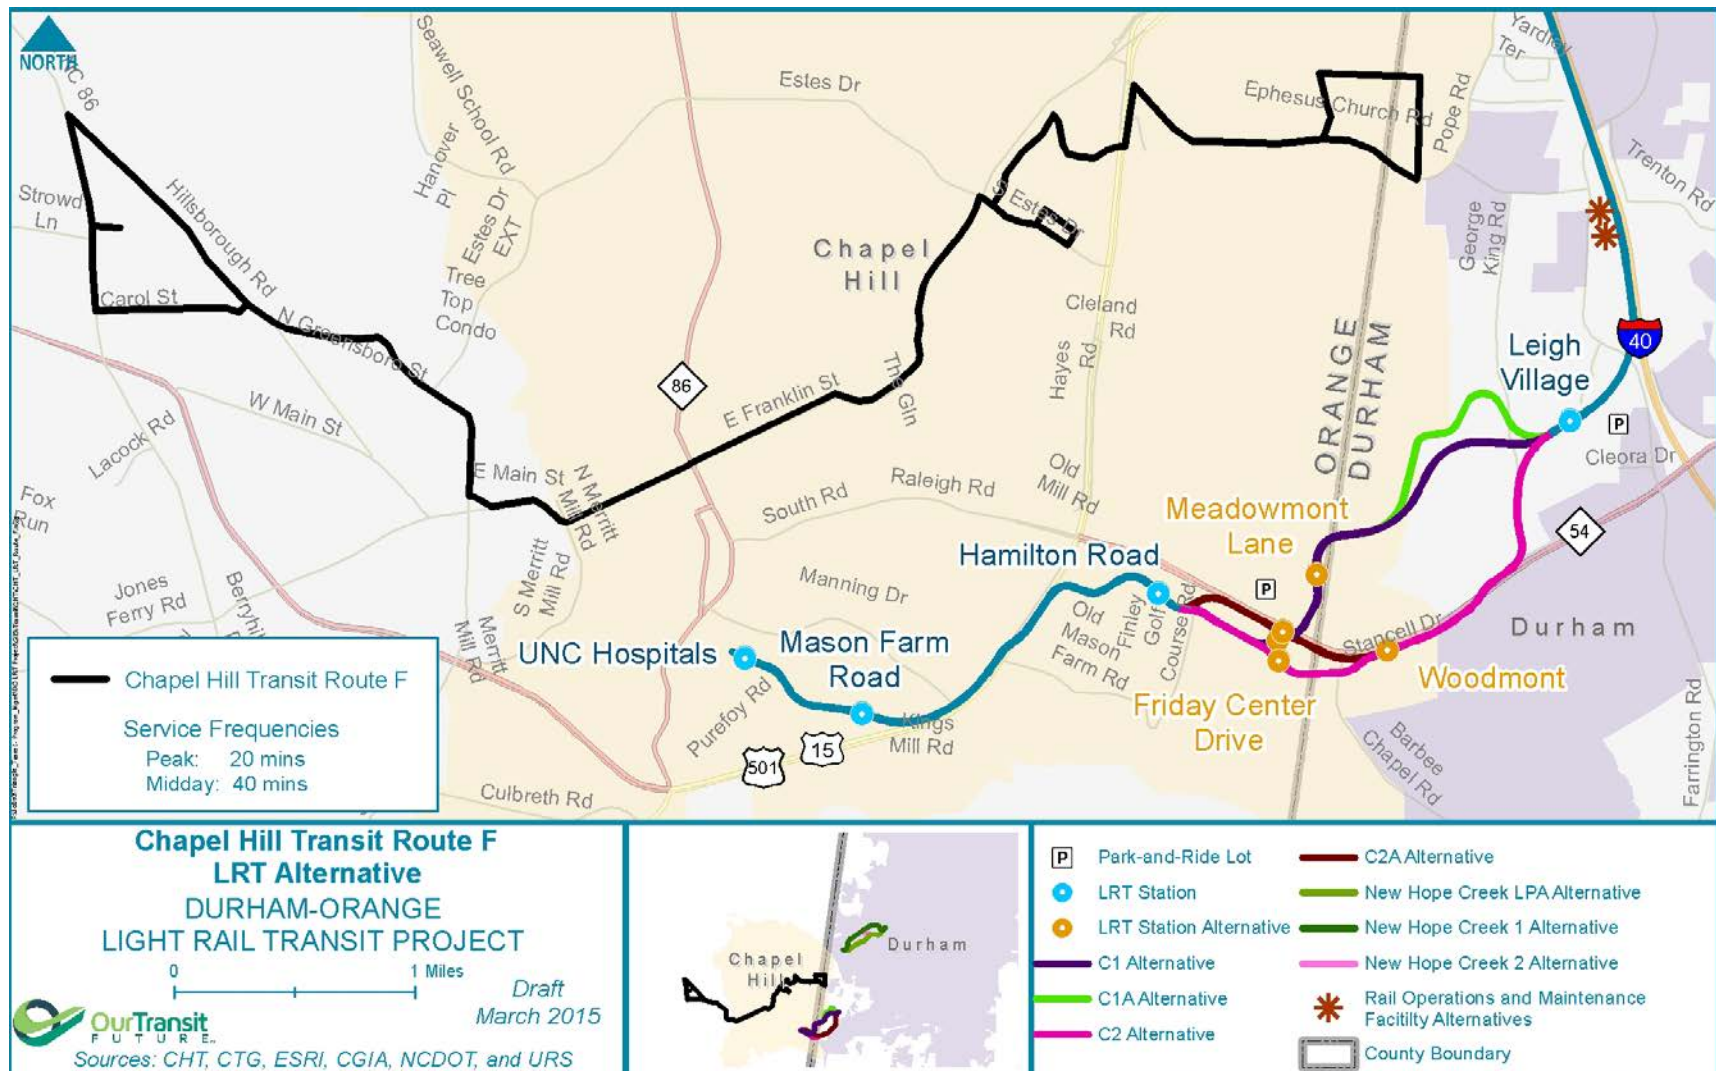 NORTH
NC 86
Seawell School Rd
Hanover
Pl
Estes Dr
EXT
Estes Dr
Ephesus Church Rd
Pope Rd
Yardley
Ter
Trenton Rd
George
King Rd
Strowd
Ln
Hillsborough Rd
Carol St
N Greensboro St
Tree
Top
Condo
Chapel
Hill
S Estes Dr
Cleland
Rd
Hayes
Rd
ORANGE
DURHAM
40
Leigh
Village
P
Cleora Dr
86
E Franklin St
The Gln
W Main St
Lacock Rd
E Main St
N Merritt
Mill Rd
Fox
Run
Jones
Ferry Rd
S Merritt
Mill Rd
Merritt
Mill Rd
South Rd
Raleigh Rd
Old
Mill Rd
Meadowmont
Lane
54
Hamilton Road
P
Manning Dr
Old
Mason
Farm Rd
Finley
Golf
Course Rd
Stancell Dr
Durham
UNC Hospitals
Mason Farm
Road
Woodmont
Friday Center
Drive
Purefoy Rd
Kings
Mill Rd
15
501
Culbreth Rd
Barbee
Chapel Rd
Farrington Rd
Chapel Hill Transit Route F
Service Frequencies
Peak: 20 mins
Midday: 40 mins
Chapel Hill Transit Route F
LRT Alternative
DURHAM-ORANGE
LIGHT RAIL TRANSIT PROJECT
0 1 Miles
Draft
March 2015
OurTransit
FUTURE
Sources: CHT, CTG, ESRI, CGIA, NCDOT, and URS
Chapel
Hill
Durham
P Park-and-Ride Lot
LRT Station
LRT Station Alternative
C1 Alternative
C1A Alternative
C2 Alternative
C2A Alternative
New Hope Creek LPA Alternative
New Hope Creek 1 Alternative
New Hope Creek 2 Alternative
Rail Operations and Maintenance
Facilty Alternatives
County Boundary